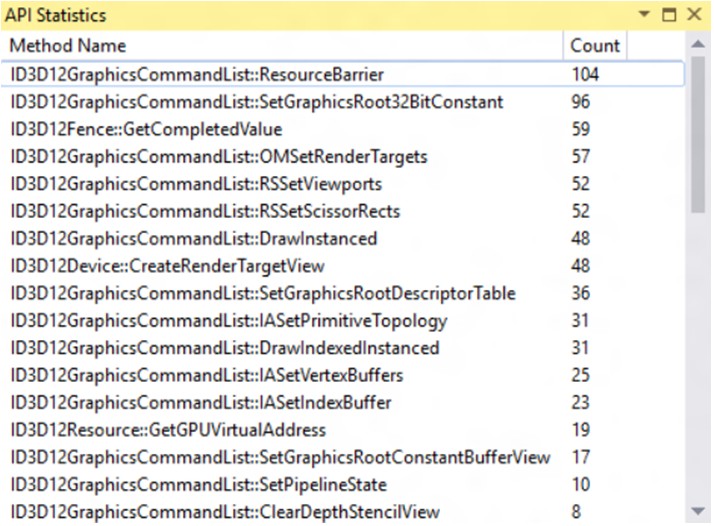 API Statistics
Method Name Count
ID3D12GraphicsCommandList::ResourceBarrier 104
ID3D12GraphicsCommandList::SetGraphicsRoot32BitConstant 96
ID3D12Fence::GetCompletedValue 59
ID3D12GraphicsCommandList::OMSetRenderTargets 57
ID3D12GraphicsCommandList::RSSetViewports 52
ID3D12GraphicsCommandList::RSSetScissorRects 52
ID3D12GraphicsCommandList::DrawInstanced 48
ID3D12Device::CreateRenderTargetView 48
ID3D12GraphicsCommandList::SetGraphicsRootDescriptorTable 36
ID3D12GraphicsCommandList::IASetPrimitiveTopology 31
ID3D12GraphicsCommandList::DrawIndexedInstanced 31
ID3D12GraphicsCommandList::IASetVertexBuffers 25
ID3D12GraphicsCommandList::IASetIndexBuffer 23
ID3D12Resource::GetGPUVirtualAddress 19
ID3D12GraphicsCommandList::SetGraphicsRootConstantBufferView 17
ID3D12GraphicsCommandList::SetPipelineState 10
ID3D12GraphicsCommandList::ClearDepthStencilView 8